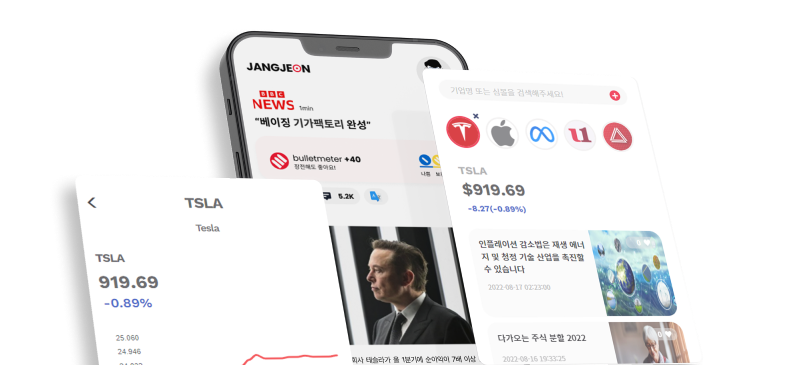 JANGJEON
BBC
NEWS 1min
"베이징 기가팩토리 완성"
bulletmeter +40
장전해도 좋아요!
나쁨
5.2K
회사 테슬라가 올 1분기에 순이익이 7배 이상
TSLA
Tesla
TSLA
919.69
-0.89%
25.060
24.946
기업명 또는 심볼을 검색해주세요!
TSLA
$919.69
-8.27(-0.89%)
인플레이션 감소법은 재생 에너
지 및 청정 기술 산업을 촉진할
수 있습니다
2022-08-17 02:23:00
다가오는 주식 분할 2022
2022-08-16 19:33:25